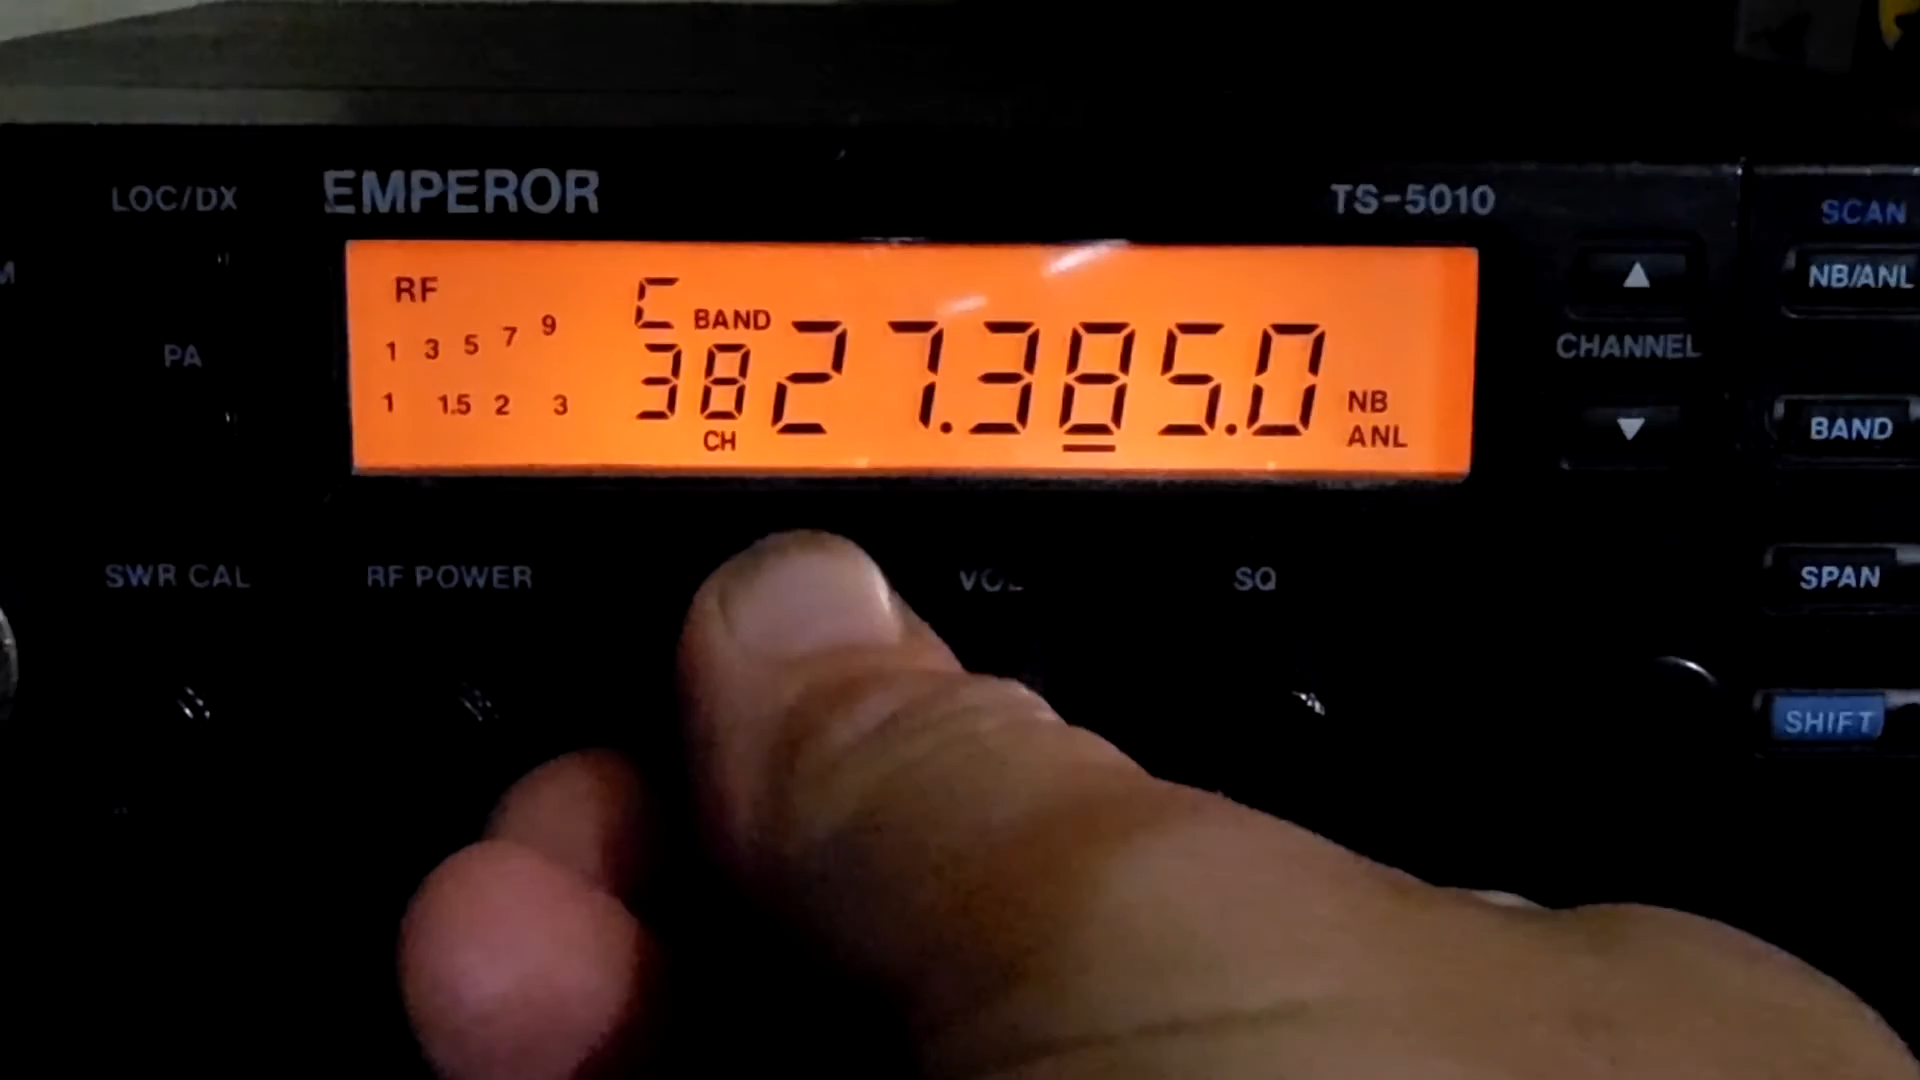 LOC/DX
EMPEROR
TS-5010
SCAN
NB/ANL
RF
C BAND
1 3 5 7 9
38 27.385.0
NB
1 1.5 2 3
CH
ANL
CHANNEL
PA
BAND
SWR CAL
RF POWER
VOL
SQ
SPAN
SHIFT